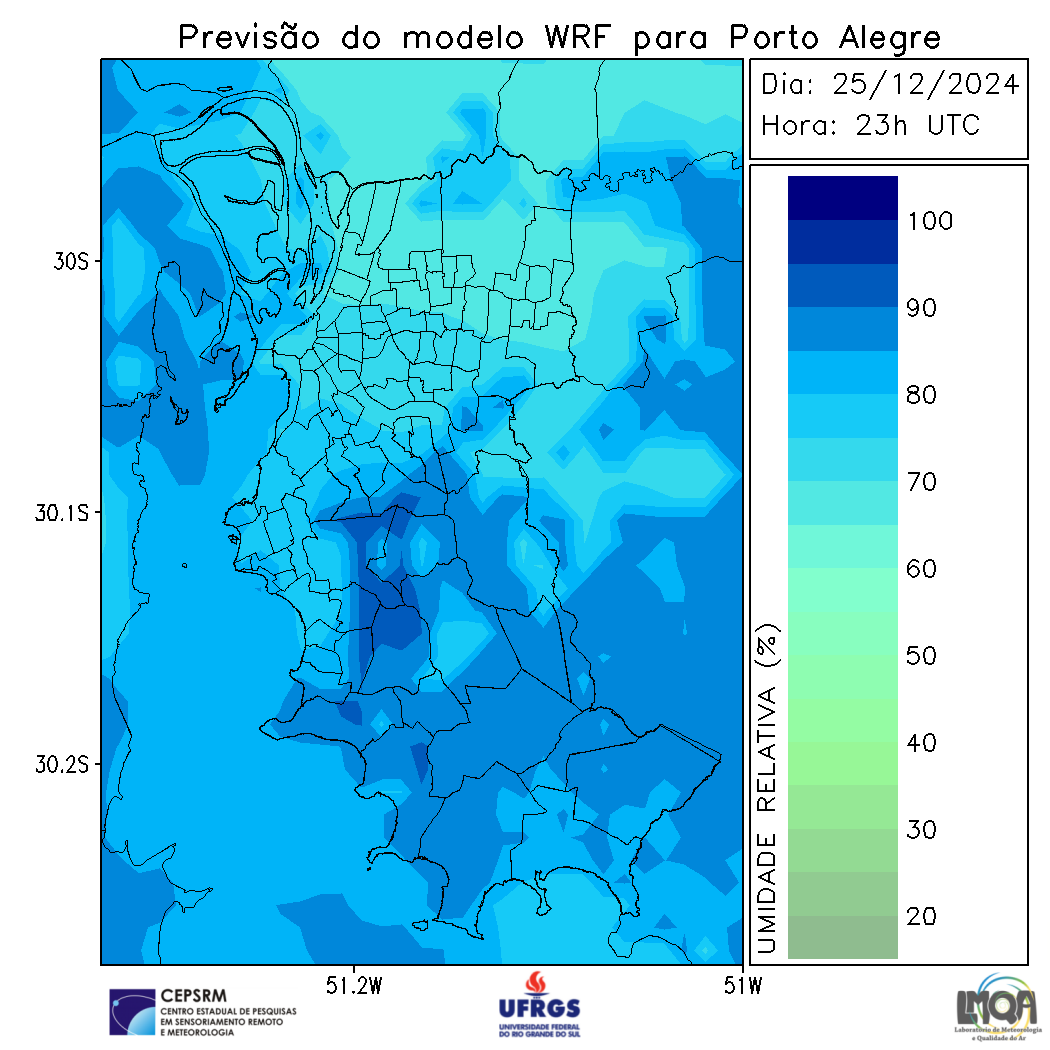 Previsão do modelo WRF para Porto Alegre
Dia: 25/12/2024
Hora: 23h UTC
30S
30.1S
30.2S
51.2W
51W
100
90
80
70
60
50
40
30
20
UMIDADE RELATIVA (%)
CEPSRM
CENTRO ESTADUAL DE PESQUISAS
EM SENSORIAMENTO REMOTO
E METEOROLOGIA
UFRGS
UNIVERSIDADE FEDERAL
DO RIO GRANDE DO SUL
LMQA
Laboratório de Meteorologia
e Qualidade do Ar